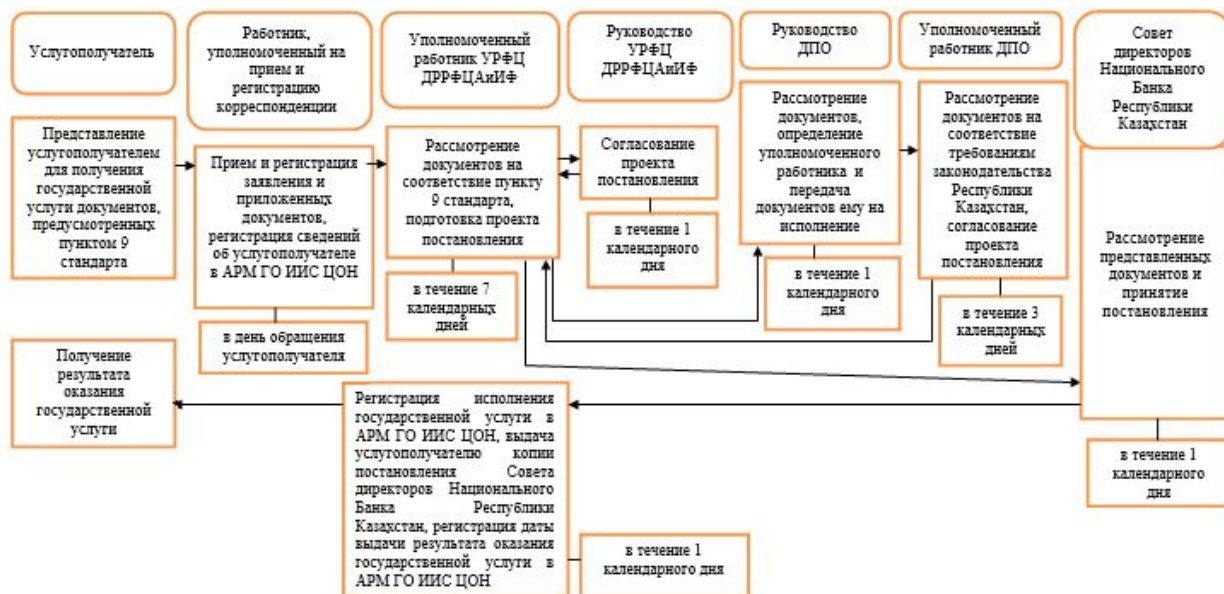 Услугополучатель
Работник,
уполномоченный на
прием и
регистрацию
корреспонденции
Уполномоченный
работник УРФЦ
ДРРФЦАиИФ
Руководство
УРФЦ
ДРРФЦАиИФ
Руководство
ДПО
Уполномоченный
работник ДПО
Совет
директоров
Национального
Банка
Республики
Казахстан
Представление
услугополучателем
для получения
государственной
услуги документов,
предусмотренных
пунктом 9
стандарта
Прием и регистрация
заявления и
приложенных
документов,
регистрация сведений
об услугополучателе
в АРМ ГО ИИС ЦОН
в день обращения
услугополучателя
Рассмотрение
документов на
соответствие пункту
9 стандарта,
подготовка проекта
постановления
в течение 7
календарных
дней
Согласование
проекта
постановления
в течение 1
календарного
дня
Рассмотрение
документов,
определение
уполномоченного
работника и
передача
документов ему на
исполнение
в течение 1
календарного
дня
Рассмотрение
документов на
соответствие
требованиям
законодательства
Республики
Казахстан,
согласование
проекта
постановления
в течение 3
календарных
дней
Рассмотрение
представленных
документов и
принятие
постановления
в течение 1
календарного
дня
Регистрация исполнения
государственной услуги в
АРМ ГО ИИС ЦОН, выдача
услугополучателю копии
постановления Совета
директоров Национального
Банка Республики
Казахстан, регистрация даты
выдачи результата оказания
государственной услуги в
АРМ ГО ИИС ЦОН
в течение 1
календарного дня
Получение
результата
оказания
государственной
услуги